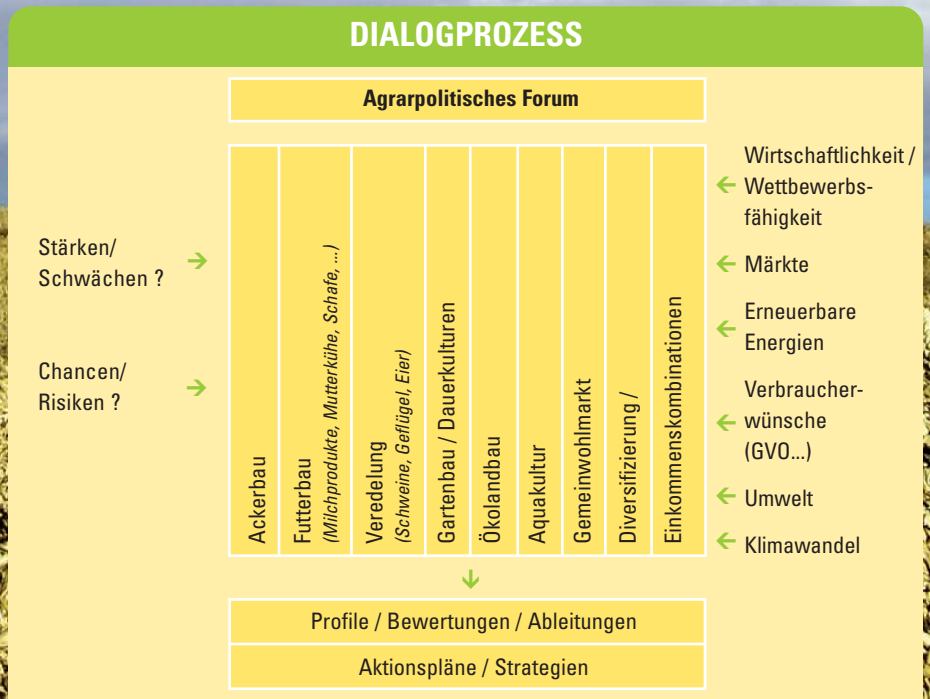 DIALOGPROZESS
Agrarpolitisches Forum
Stärken/
Schwächen ?
Chancen/
Risiken ?
Ackerbau
Futterbau
(Milchprodukte, Mutterkühe, Schafe, ...)
Veredelung
(Schweine, Geflügel, Eier)
Gartenbau / Dauerkulturen
Ökolandbau
Aquakultur
Gemeinwohlmarkt
Diversifizierung /
Einkommenskombinationen
Wirtschaftlichkeit /
Wettbewerbs-
fähigkeit
Märkte
Erneuerbare
Energien
Verbraucher-
wünsche
(GVO...)
Umwelt
Klimawandel
Profile / Bewertungen / Ableitungen
Aktionspläne / Strategien